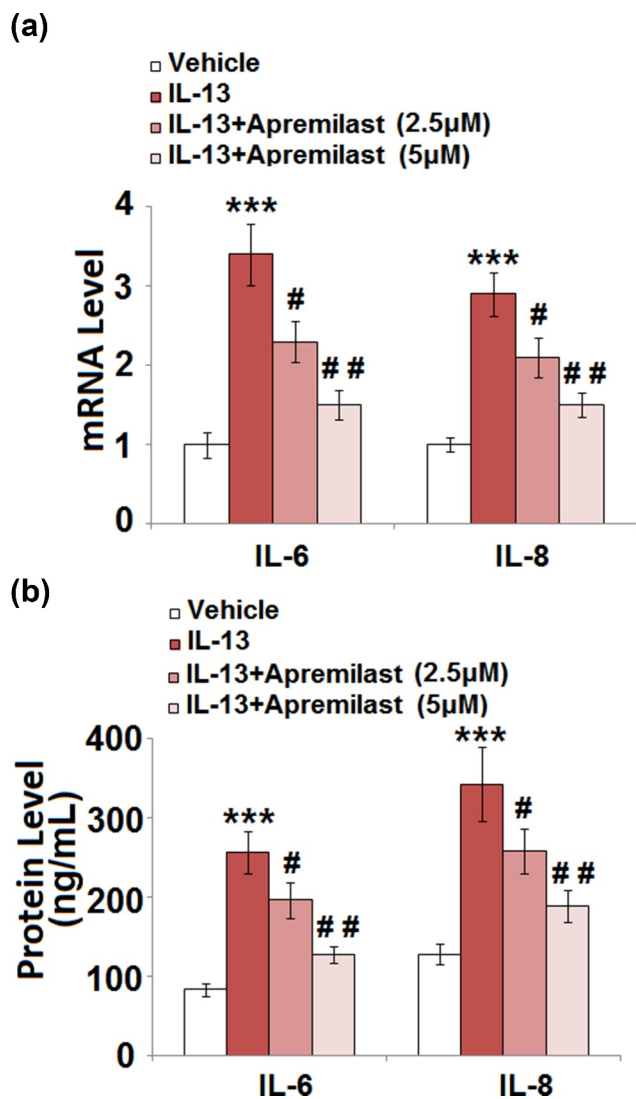 (a)
Vehicle
IL-13
IL-13+Apremilast (2.5µM)
IL-13+Apremilast (5µM)
mRNA Level
4
3
2
1
0
***
#
# #
***
#
# #
IL-6 IL-8
(b)
Vehicle
IL-13
IL-13+Apremilast (2.5µM)
IL-13+Apremilast (5µM)
Protein Level
(ng/mL)
400
300
200
100
0
***
#
# #
***
#
# #
IL-6 IL-8